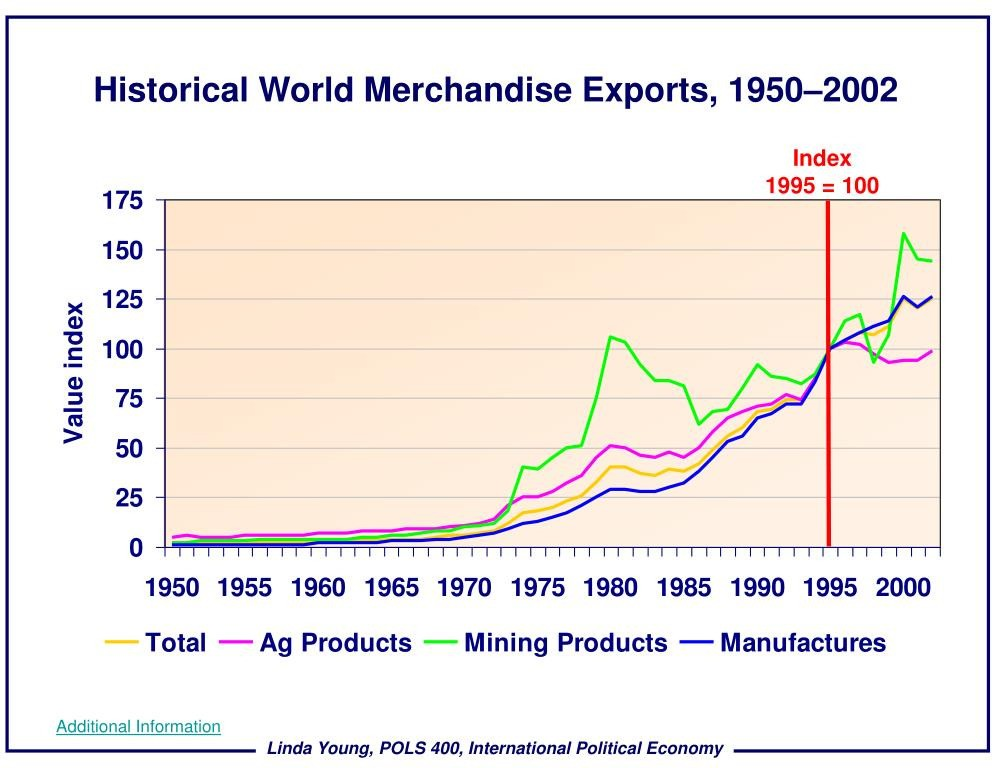 Historical World Merchandise Exports, 1950–2002
Index
1995 = 100
175
150
125
100
75
50
25
0
Value index
1950 1955 1960 1965 1970 1975 1980 1985 1990 1995 2000
Total Ag Products Mining Products Manufactures
Additional Information
Linda Young, POLS 400, International Political Economy